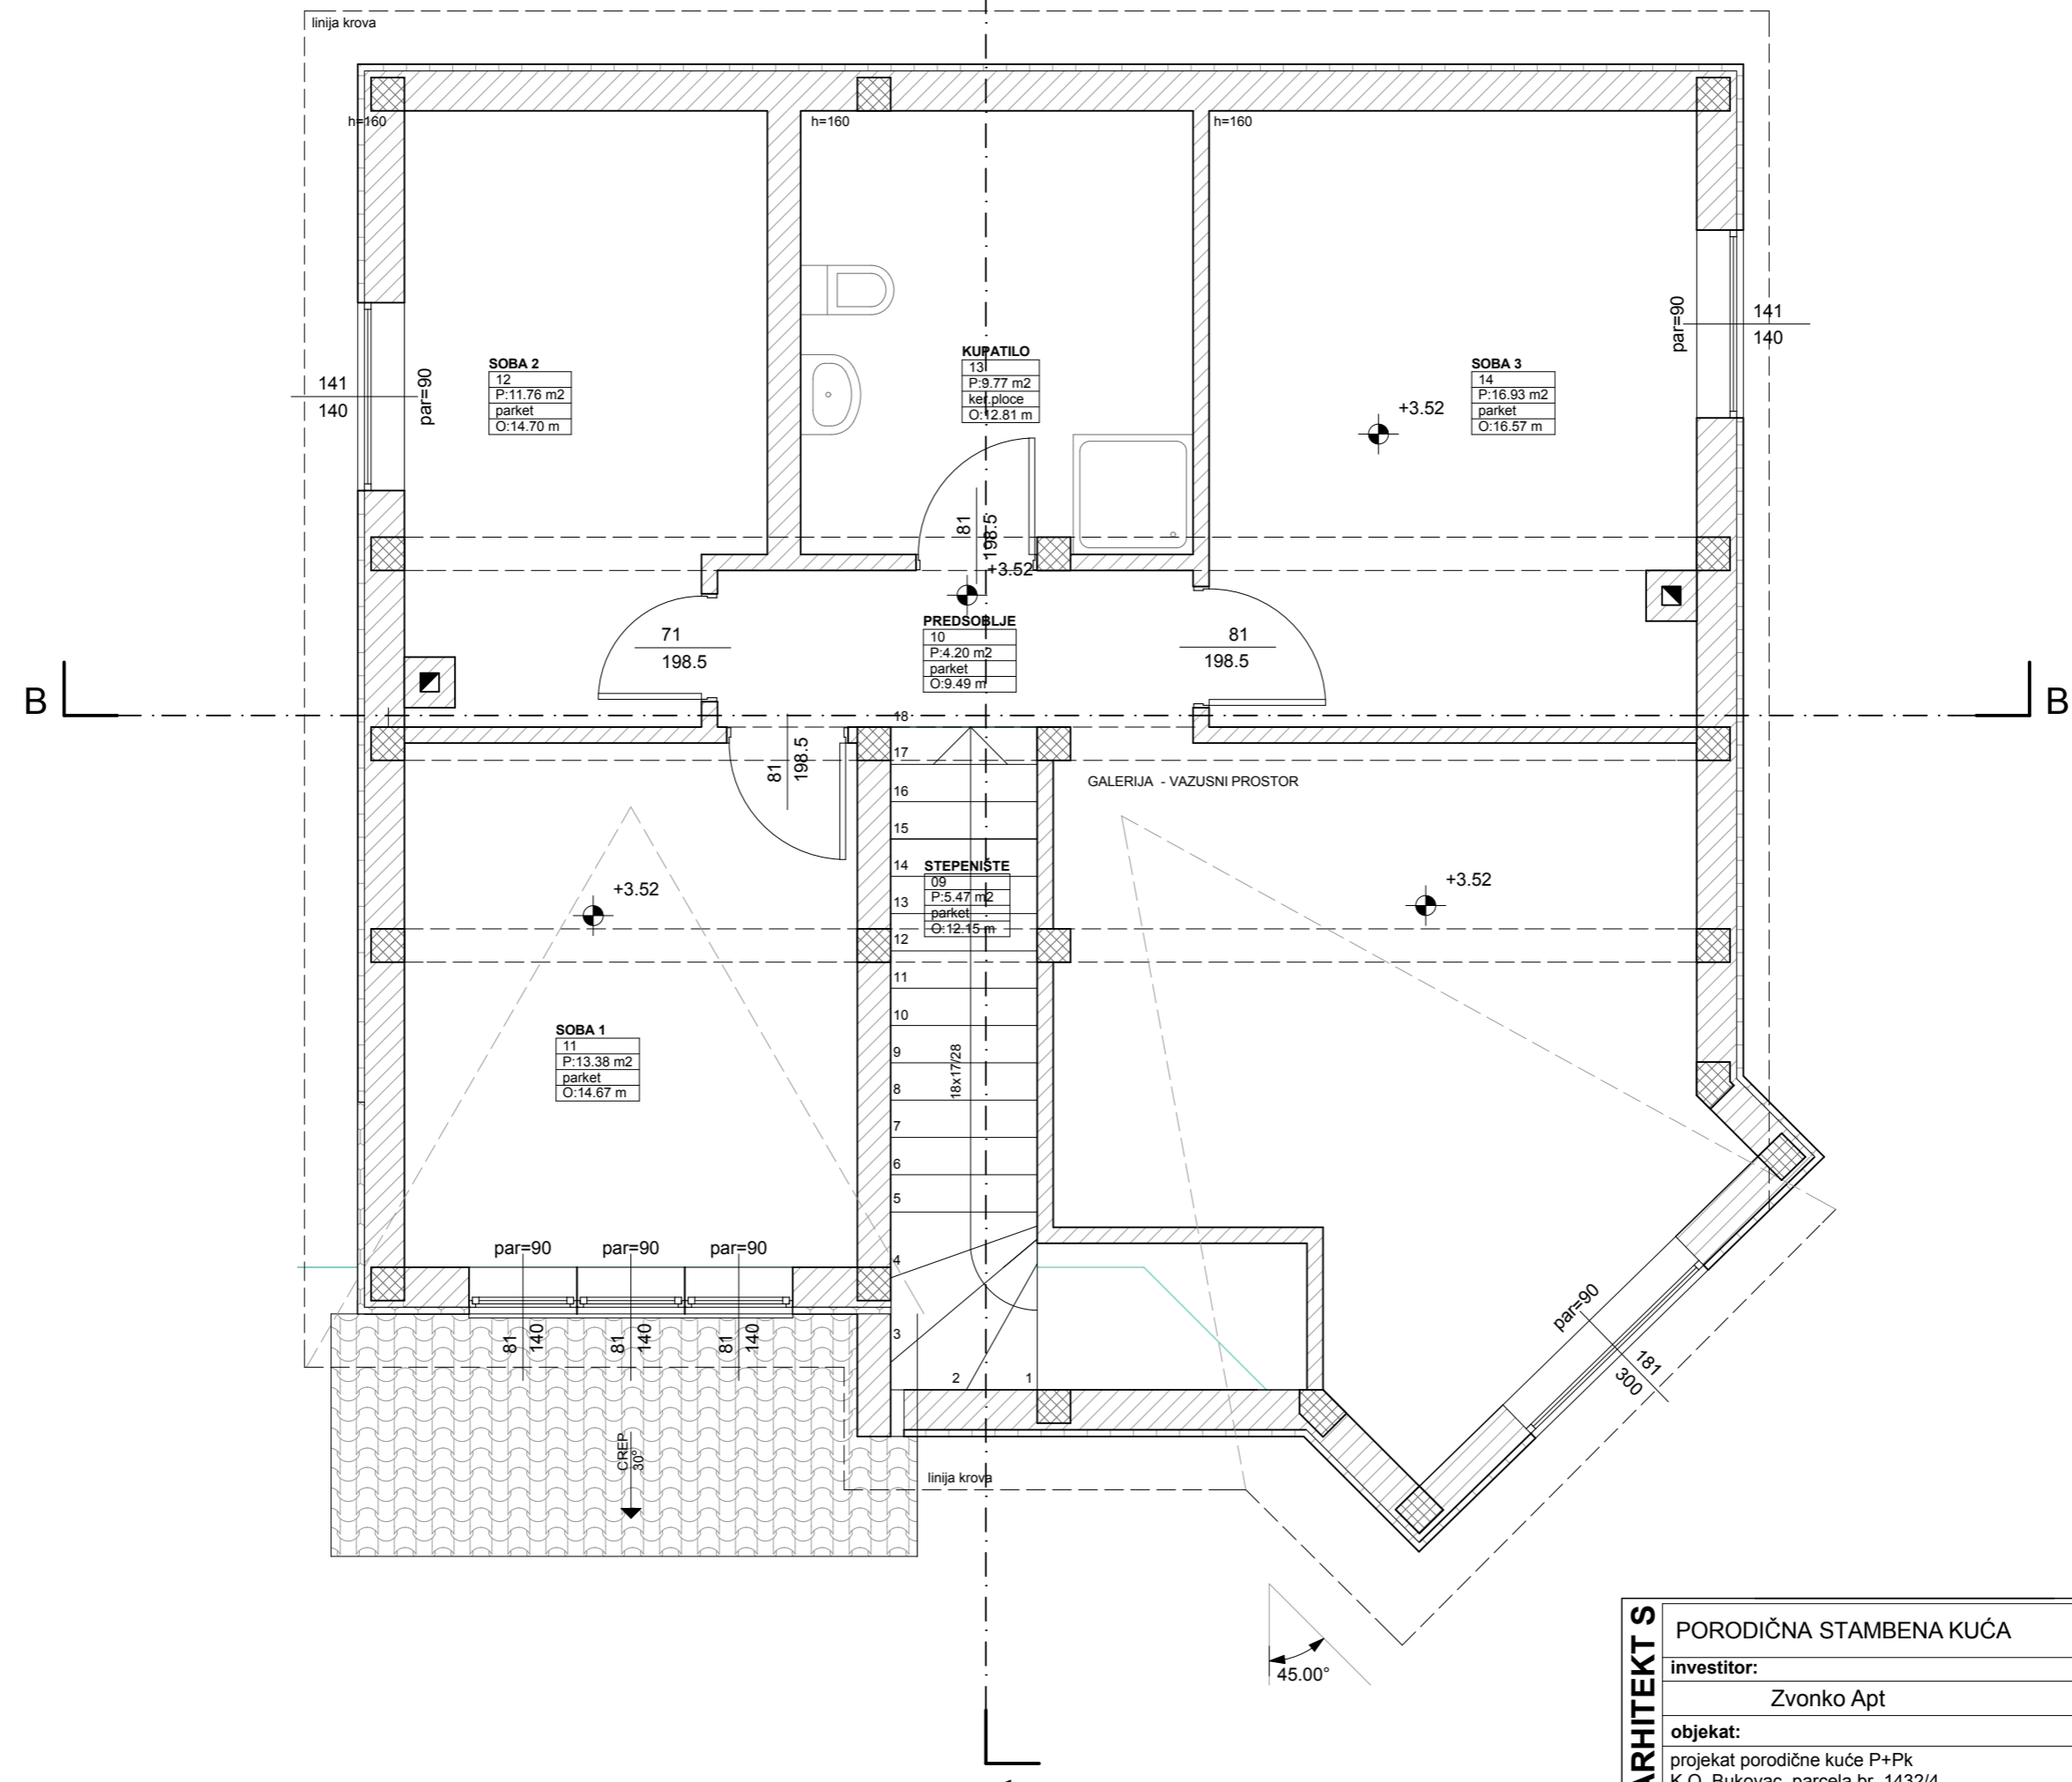 linija krova
h=160
h=160
h=160
141
140
par=90
SOBA 2
12
P:11.76 m2
parket
O:14.70 m
KUPATILO
13
P:9.77 m2
ker.ploce
O:12.81 m
SOBA 3
14
P:16.93 m2
parket
O:16.57 m
+3.52
par=90
141
140
81
198.5
+3.52
71
198.5
PREDSOBLJE
10
P:4.20 m2
parket
O:9.49 m
81
198.5
B
B
81
198.5
18
17
16
15
14
13
12
11
10
9
8
7
6
5
4
3
2
1
GALERIJA - VAZUSNI PROSTOR
STEPENIŠTE
09
P:5.47 m2
parket
O:12.15 m
+3.52
+3.52
18x17/28
SOBA 1
11
P:13.38 m2
parket
O:14.67 m
par=90
par=90
par=90
81
140
81
140
81
140
par=90
181
300
CREP
30°
linija krova
45.00°
ARHITEKT S
PORODIČNA STAMBENA KUĆA
investitor:
Zvonko Apt
objekat:
projekat porodične kuće P+Pk
K.O. Bukovac, parcela br. 1432/4